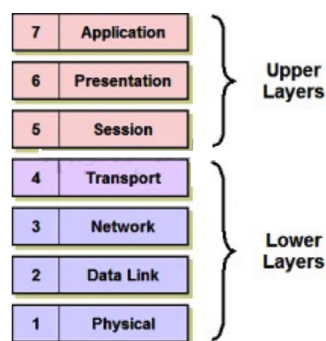 7 Application
6 Presentation
5 Session
Upper
Layers
4 Transport
3 Network
2 Data Link
1 Physical
Lower
Layers